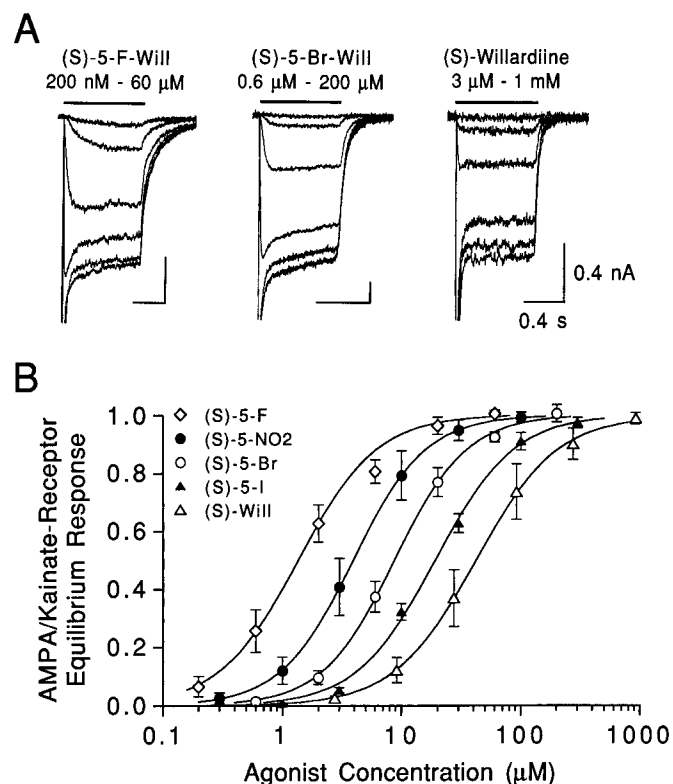 A
(S)-5-F-Will
200 nM - 60 µM
(S)-5-Br-Will
0.6 µM - 200 µM
(S)-Willardiine
3 µM - 1 mM
0.4 nA
0.4 s
B
(S)-5-F
(S)-5-NO2
(S)-5-Br
(S)-5-I
(S)-Will
AMPA/Kainate-Receptor
Equilibrium Response
1.0
0.8
0.6
0.4
0.2
0.0
0.1 1 10 100 1000
Agonist Concentration (µM)